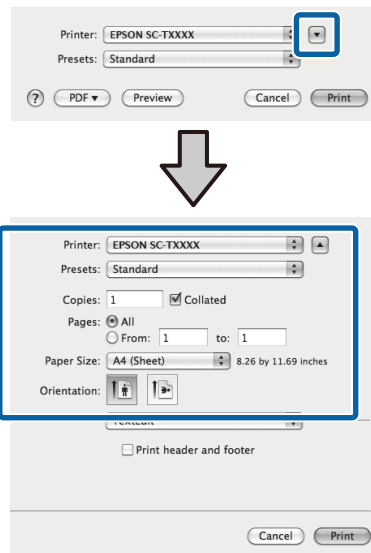 Printer: EPSON SC-TXXXX
Presets: Standard
? PDF Preview Cancel Print
Printer: EPSON SC-TXXXX
Presets: Standard
Copies: 1 Collated
Pages: All
From: 1 to: 1
Paper Size: A4 (Sheet) 8.26 by 11.69 inches
Orientation:
TextEdit
Print header and footer
Cancel Print